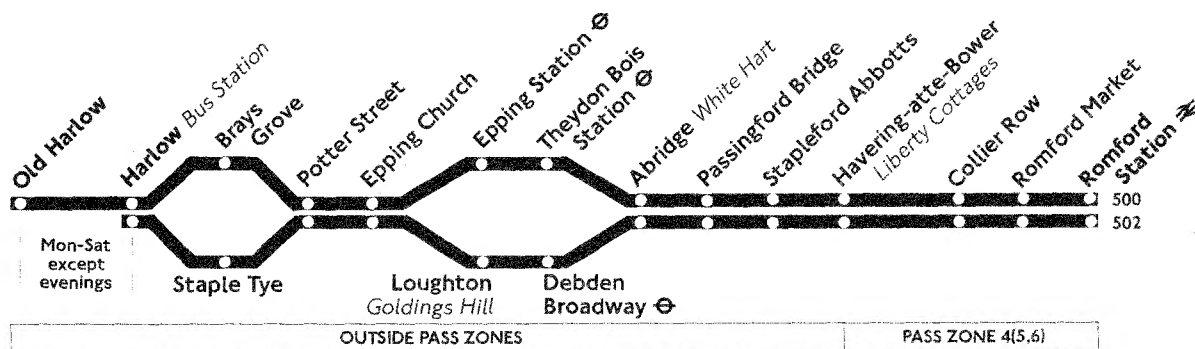 Old Harlow
Harlow Bus Station
Brays
Grove
Potter Street
Epping Church
Epping Station
Theydon Bois
Station
Abridge White Hart
Passingford Bridge
Stapleford Abbotts
Havering-atte-Bower
Liberty Cottages
Collier Row
Romford Market
Romford
Station
500
502
Mon-Sat
except
evenings
Staple Tye
Loughton
Goldings Hill
Debden
Broadway
OUTSIDE PASS ZONES
PASS ZONE 4(5,6)